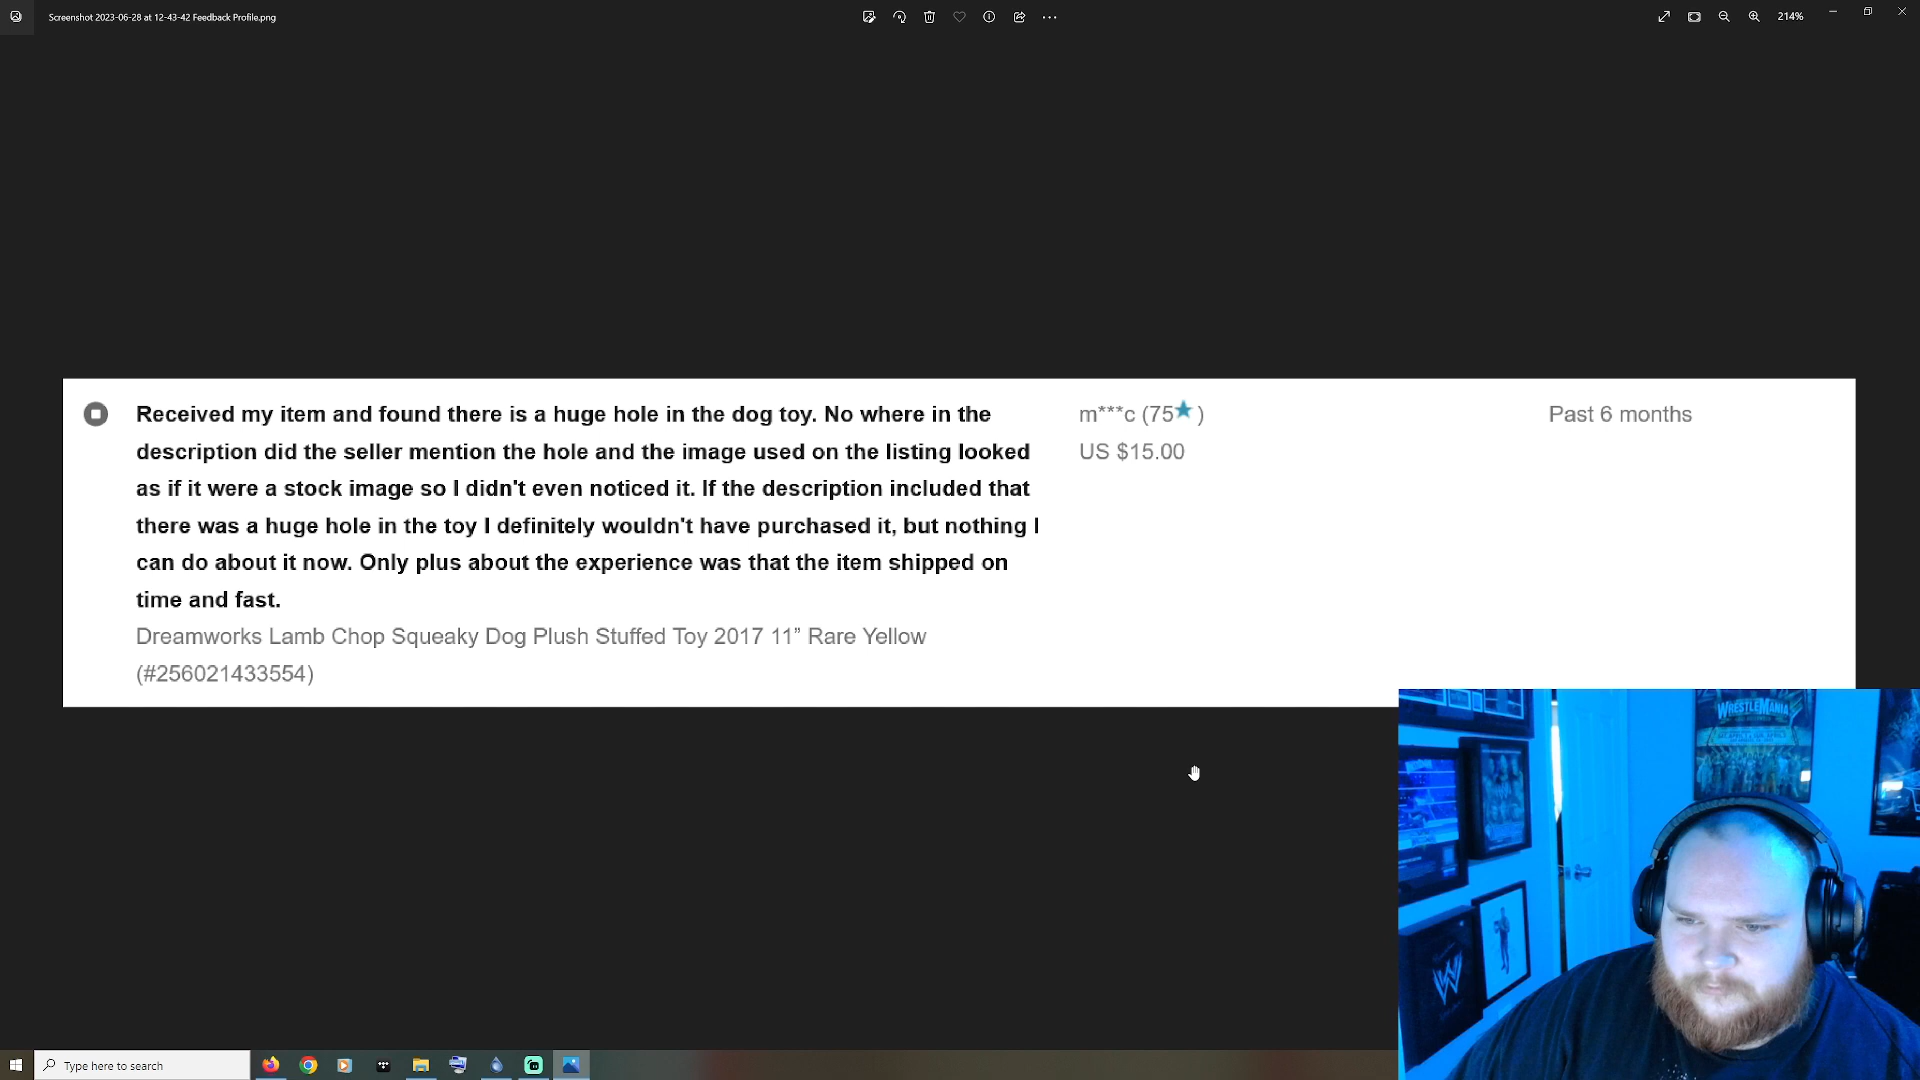 Screenshot 2023-06-28 at 12-43-42 Feedback Profile.png
214%
Received my item and found there is a huge hole in the dog toy. No where in the
description did the seller mention the hole and the image used on the listing looked
as if it were a stock image so I didn't even noticed it. If the description included that
there was a huge hole in the toy I definitely wouldn't have purchased it, but nothing I
can do about it now. Only plus about the experience was that the item shipped on
time and fast.
Dreamworks Lamb Chop Squeaky Dog Plush Stuffed Toy 2017 11” Rare Yellow
(#256021433554)
m***c (75★ )
US $15.00
Past 6 months
WRESTLEMANIA
Type here to search